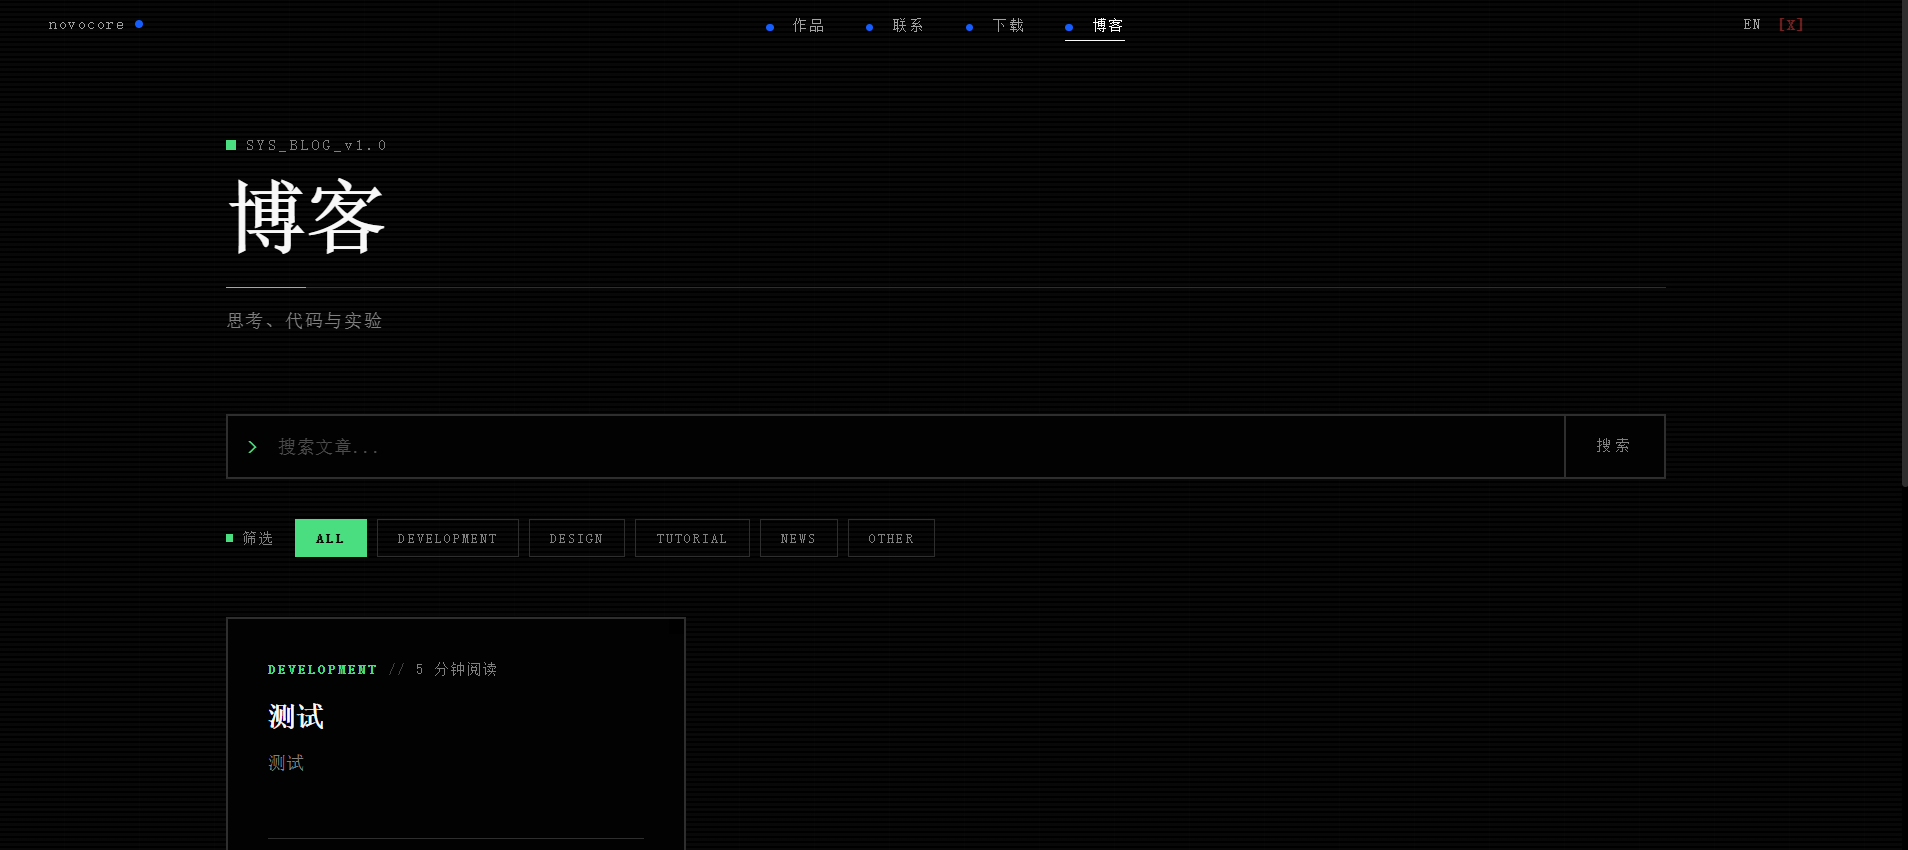 novocore
作品 联系 下载 博客
EN [X]
SYS_BLOG_v1.0
博客
思考、代码与实验
> 搜索文章...
搜索
筛选 ALL DEVELOPMENT DESIGN TUTORIAL NEWS OTHER
DEVELOPMENT // 5 分钟阅读
测试
测试